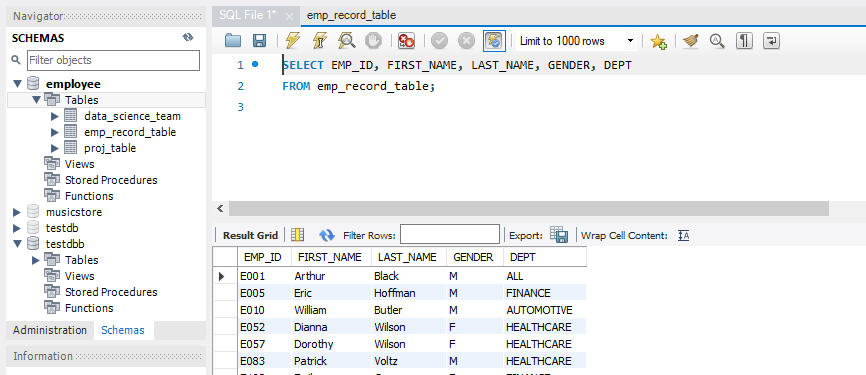 Navigator
SCHEMAS
Filter objects
employee
Tables
data_science_team
emp_record_table
proj_table
Views
Stored Procedures
Functions
musicstore
testdb
testdbb
Tables
Views
Stored Procedures
Functions
Administration Schemas
Information
SQL File 1* emp_record_table
Limit to 1000 rows
1 SELECT EMP_ID, FIRST_NAME, LAST_NAME, GENDER, DEPT
2 FROM emp_record_table;
3
Result Grid Filter Rows: Export: Wrap Cell Content:
EMP_ID FIRST_NAME LAST_NAME GENDER DEPT
E001 Arthur Black M ALL
E005 Eric Hoffman M FINANCE
E010 William Butler M AUTOMOTIVE
E052 Dianna Wilson F HEALTHCARE
E057 Dorothy Wilson F HEALTHCARE
E083 Patrick Voltz M HEALTHCARE